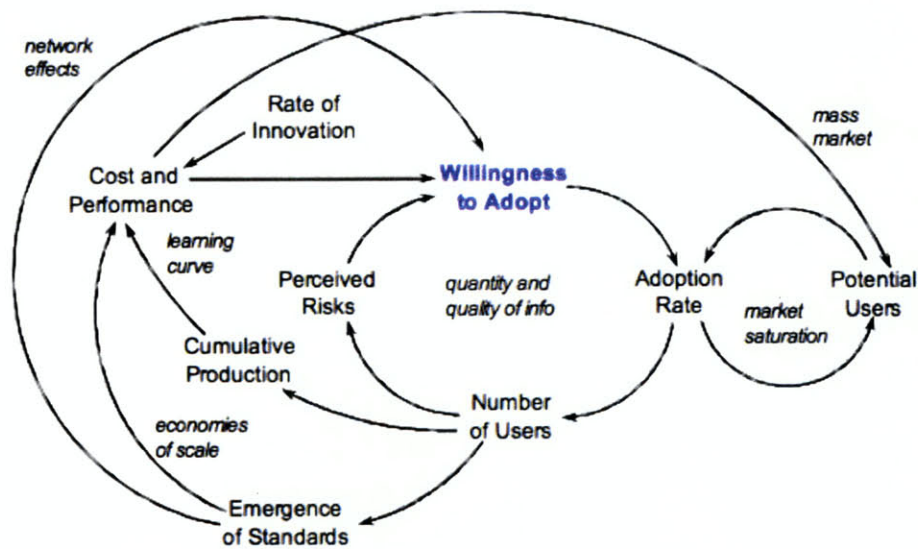 network
effects
Rate of
Innovation
mass
market
Cost and
Performance
Willingness
to Adopt
learning
curve
Perceived
Risks
quantity and
quality of info
Adoption
Rate
Potential
Users
market
saturation
Cumulative
Production
Number
of Users
economies
of scale
Emergence
of Standards